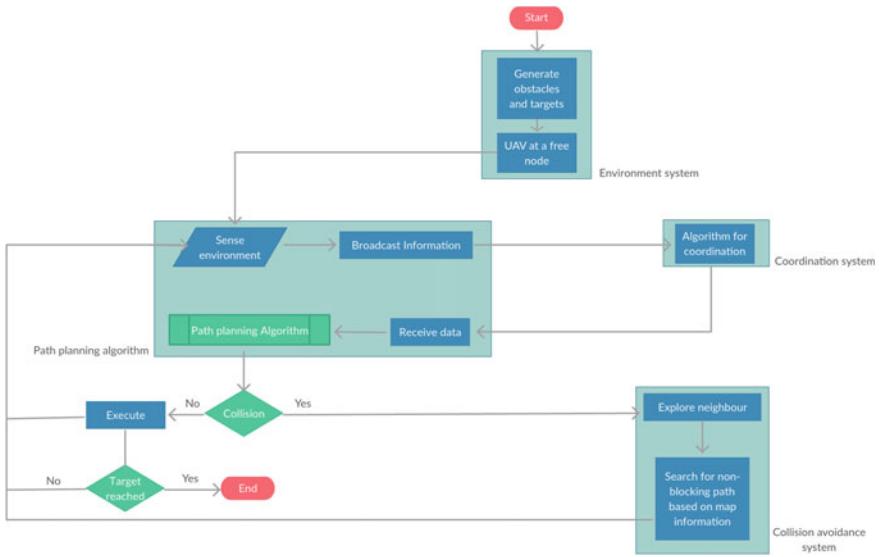 Start
Generate
obstacles
and targets
UAV at a free
node
Environment system
Sense
environment
Broadcast Information
Algorithm for
coordination
Coordination system
Path planning Algorithm
Receive data
Path planning algorithm
No
Collision
Yes
Execute
Explore neighbour
No
Target
reached
Yes
End
Search for non-
blocking path
based on map
information
Collision avoidance
system